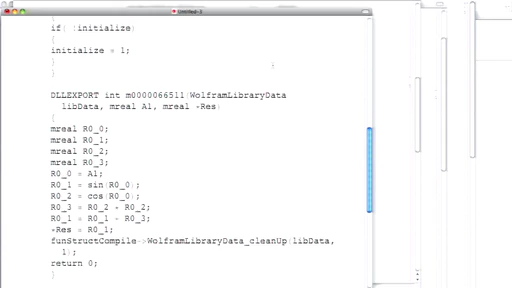 Untitled-3
if( !initialize)
{
initialize = 1;
}
}
DLLEXPORT int m0000066511(WolframLibraryData
libData, mreal A1, mreal *Res)
{
mreal R0_0;
mreal R0_1;
mreal R0_2;
mreal R0_3;
R0_0 = A1;
R0_1 = sin(R0_0);
R0_2 = cos(R0_0);
R0_3 = R0_2 * R0_2;
R0_1 = R0_1 - R0_3;
*Res = R0_1;
funStructCompile->WolframLibraryData_cleanUp(libData,
1);
return 0;
}